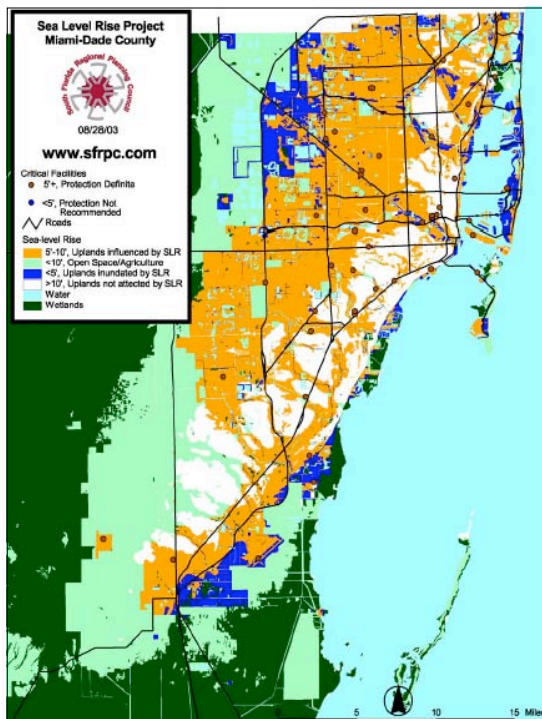 Sea Level Rise Project
Miami-Dade County
South Florida Regional Planning Council
08/28/03
www.sfrpc.com
Critical Facilities
5'+, Protection Definite
<5', Protection Not
Recommended
Roads
Sea-level Rise
5'-10', Uplands influenced by SLR
<10', Open Space/Agriculture
<5', Uplands inundated by SLR
>10', Uplands not attected by SLR
Water
Wetlands
5 10 15 Miles